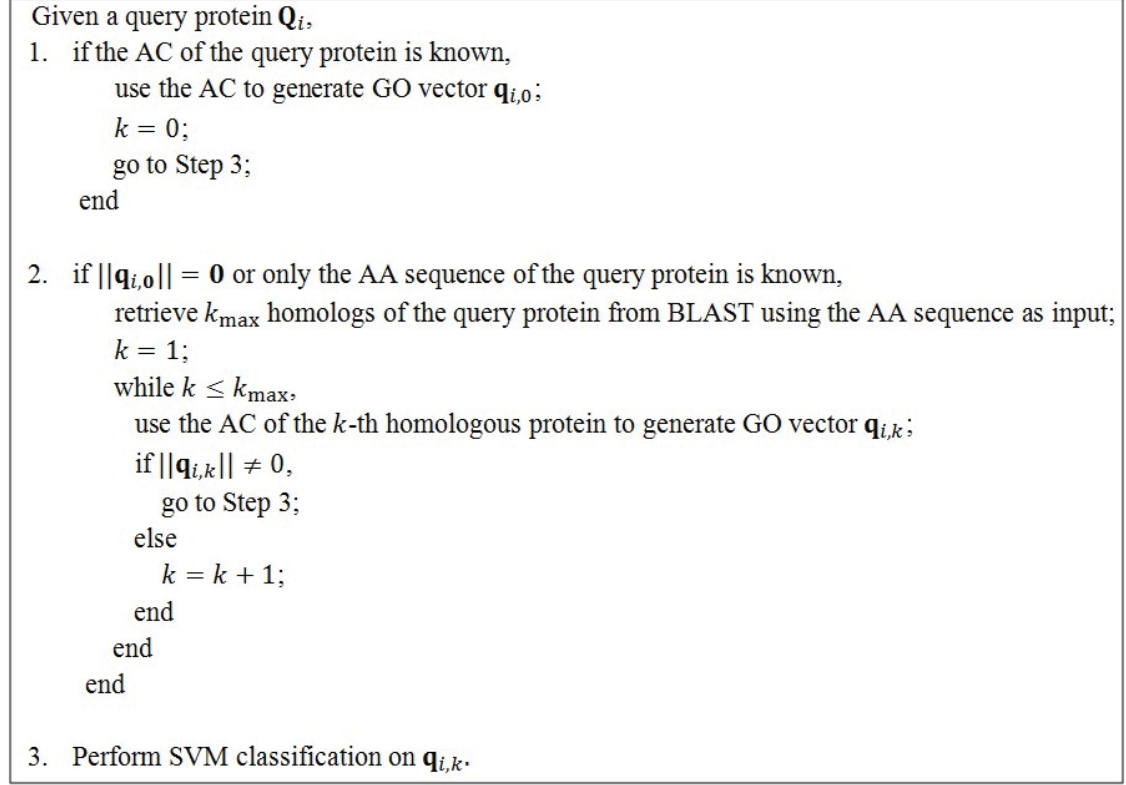 Given a query protein Qᵢ,
1. if the AC of the query protein is known,
use the AC to generate GO vector qᵢ,₀;
k = 0;
go to Step 3;
end
2. if ||qᵢ,₀|| = 0 or only the AA sequence of the query protein is known,
retrieve kmax homologs of the query protein from BLAST using the AA sequence as input;
k = 1;
while k ≤ kmax,
use the AC of the k-th homologous protein to generate GO vector qᵢ,ₖ;
if ||qᵢ,ₖ|| ≠ 0,
go to Step 3;
else
k = k + 1;
end
end
end
3. Perform SVM classification on qᵢ,ₖ.